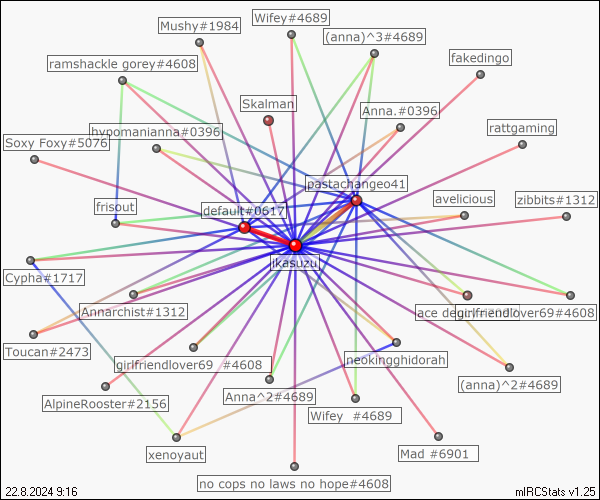 Wifey#4689
Mushy#1984
(anna)^3#4689
fakedingo
ramshackle gorey#4608
Skalman
Anna.#0396
rattgaming
hypomanianna#0396
Soxy Foxy#5076
pastachangeo41
avelicious
zibbits#1312
frisout
default#0617
jkasuzu
Cypha#1717
Annarchist#1312
ace
girlfriendlover69#4608
Toucan#2473
girlfriendlover69 #4608
neokingghidorah
(anna)^2#4689
AlpineRooster#2156
Anna^2#4689
Wifey #4689
xenoyaut
Mad #6901
no cops no laws no hope#4608
22.8.2024 9:16
mIRCStats v1.25